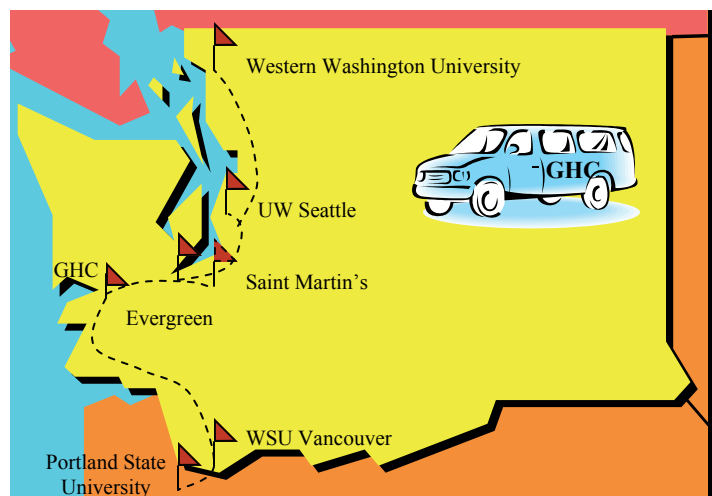 Western Washington University
GHC
UW Seattle
GHC
Saint Martin's
Evergreen
WSU Vancouver
Portland State
University